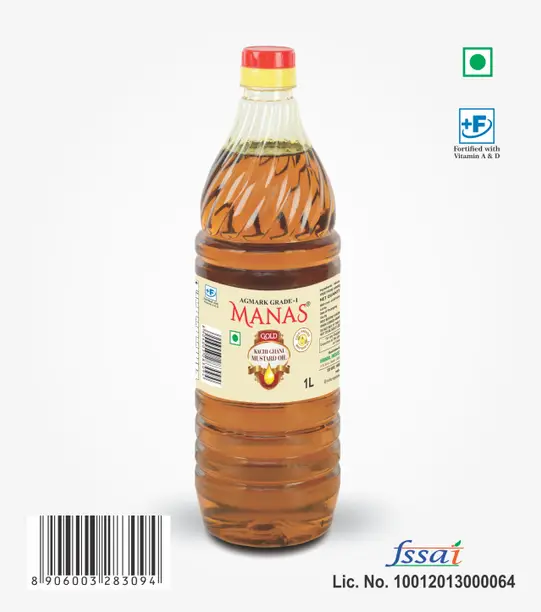 +F
Fortified with
Vitamin A & D
AGMARK GRADE-1
MANAS®
GOLD
KACHI GHANI
MUSTARD OIL
1L
8 906003 283094
fssai
Lic. No. 10012013000064